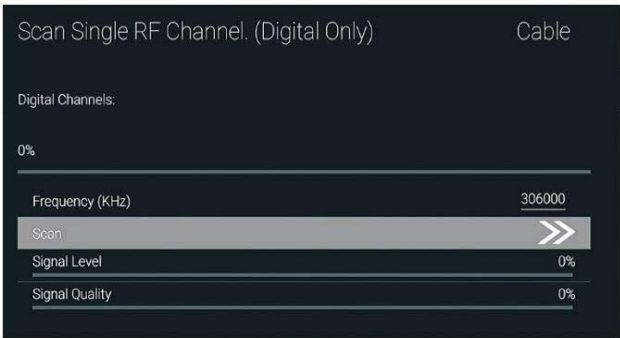 Scan Single RF Channel. (Digital Only) Cable
Digital Channels:
0%
Frequency (KHz) 306000
Scan
Signal Level 0%
Signal Quality 0%